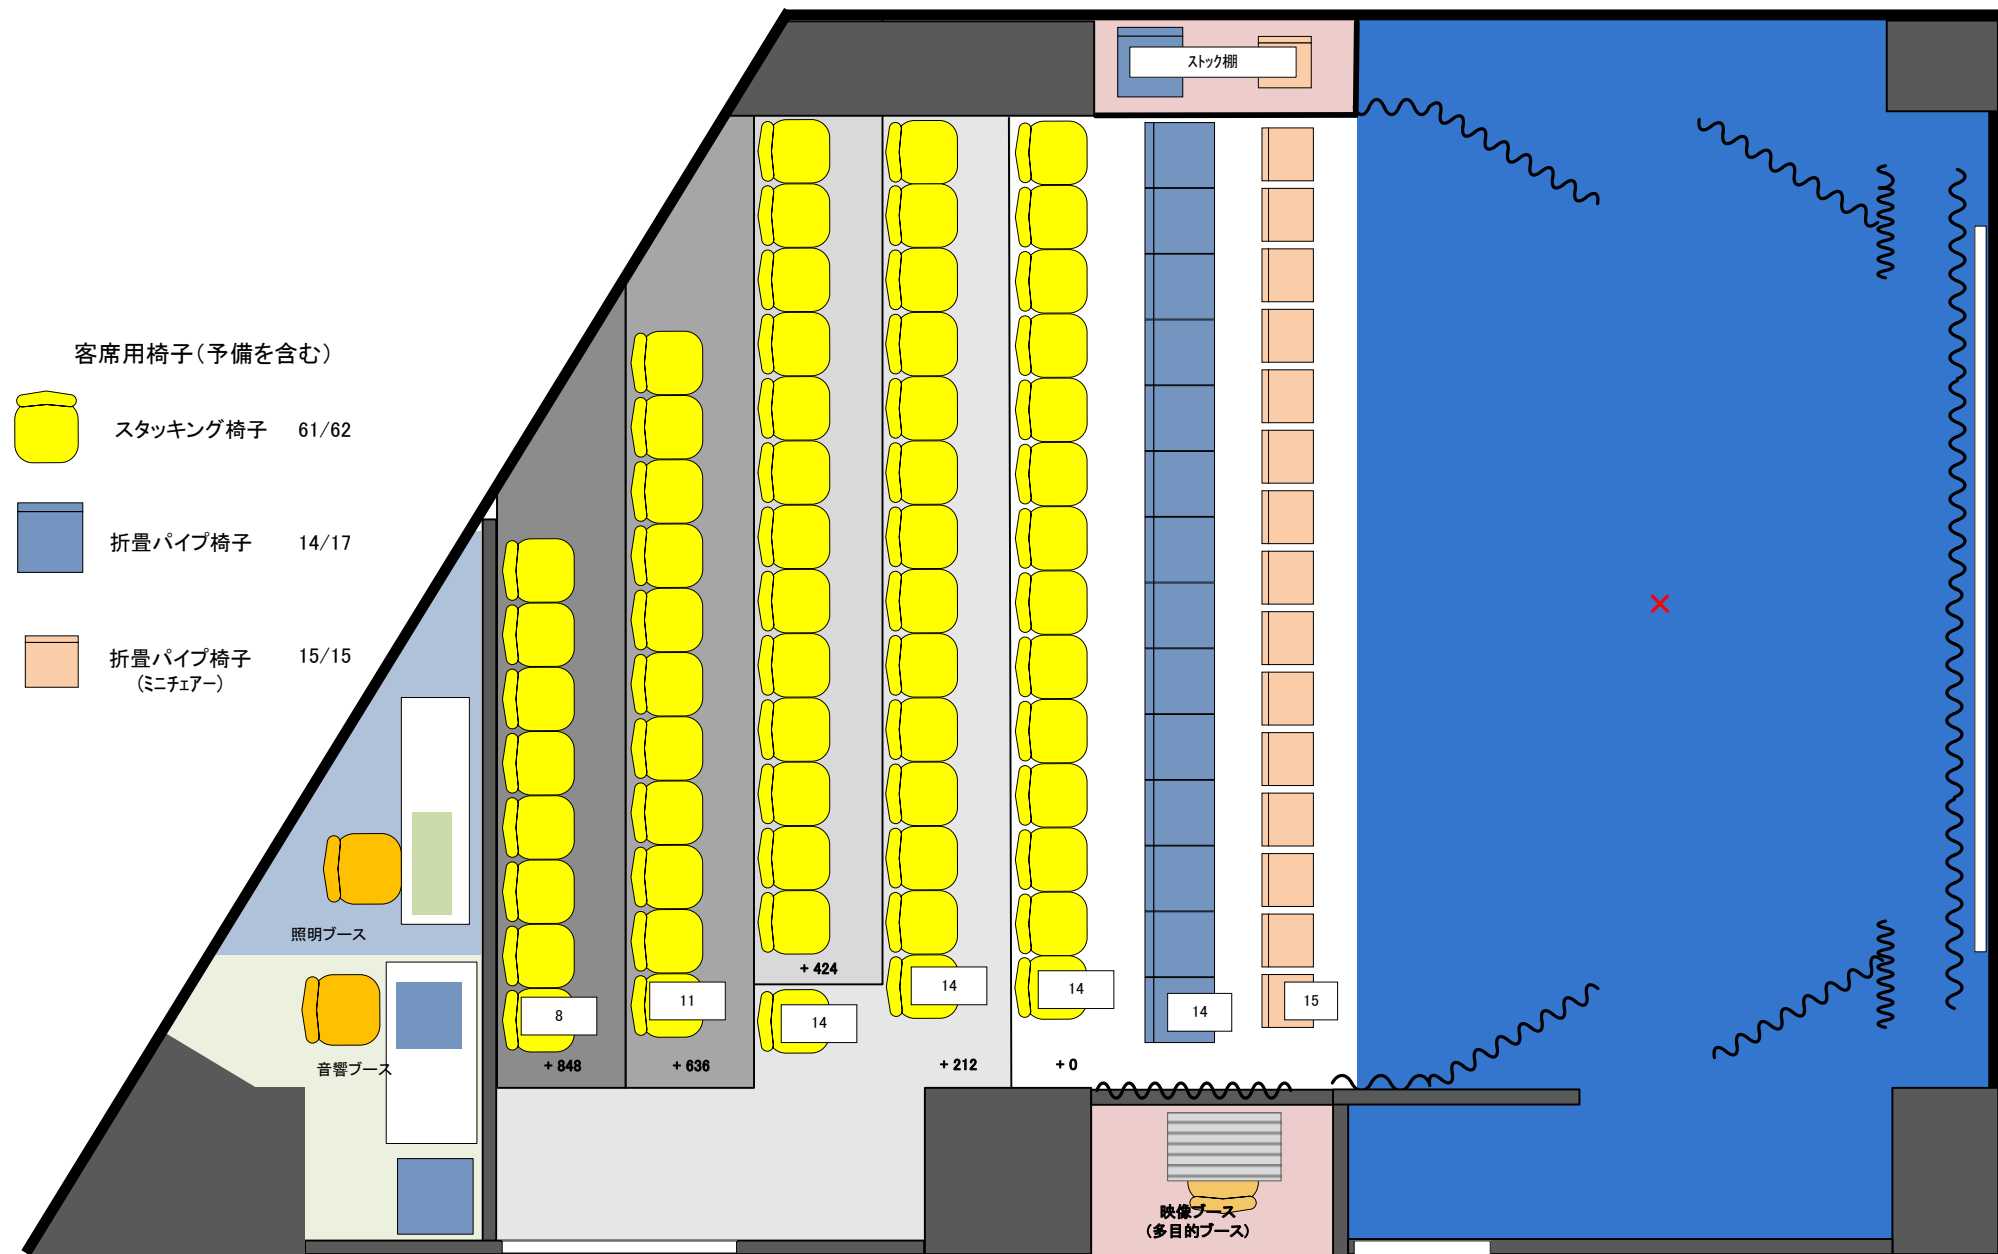 ストック棚
客席用椅子(予備を含む)
スタッキング椅子 61/62
折畳パイプ椅子 14/17
折畳パイプ椅子 15/15
(ミニチェアー)
照明ブース
音響ブース
+ 424
14
14
8
11
14
14
15
+ 848
+ 636
+ 212
+ 0
映像ブース
(多目的ブース)